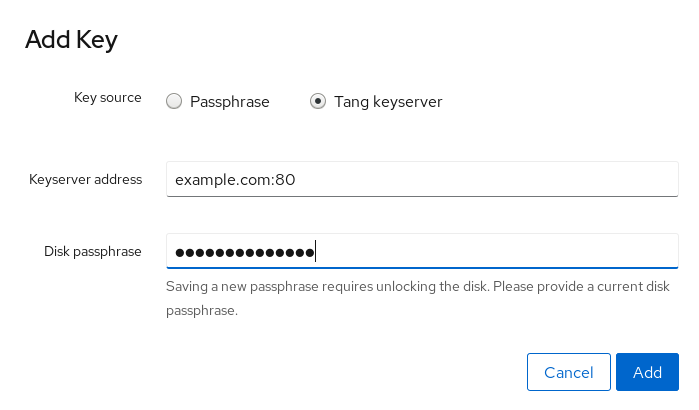 Add Key
Key source Passphrase Tang keyserver
Keyserver address example.com:80
Disk passphrase ●●●●●●●●●●●●●●
Saving a new passphrase requires unlocking the disk. Please provide a current disk
passphrase.
Cancel Add